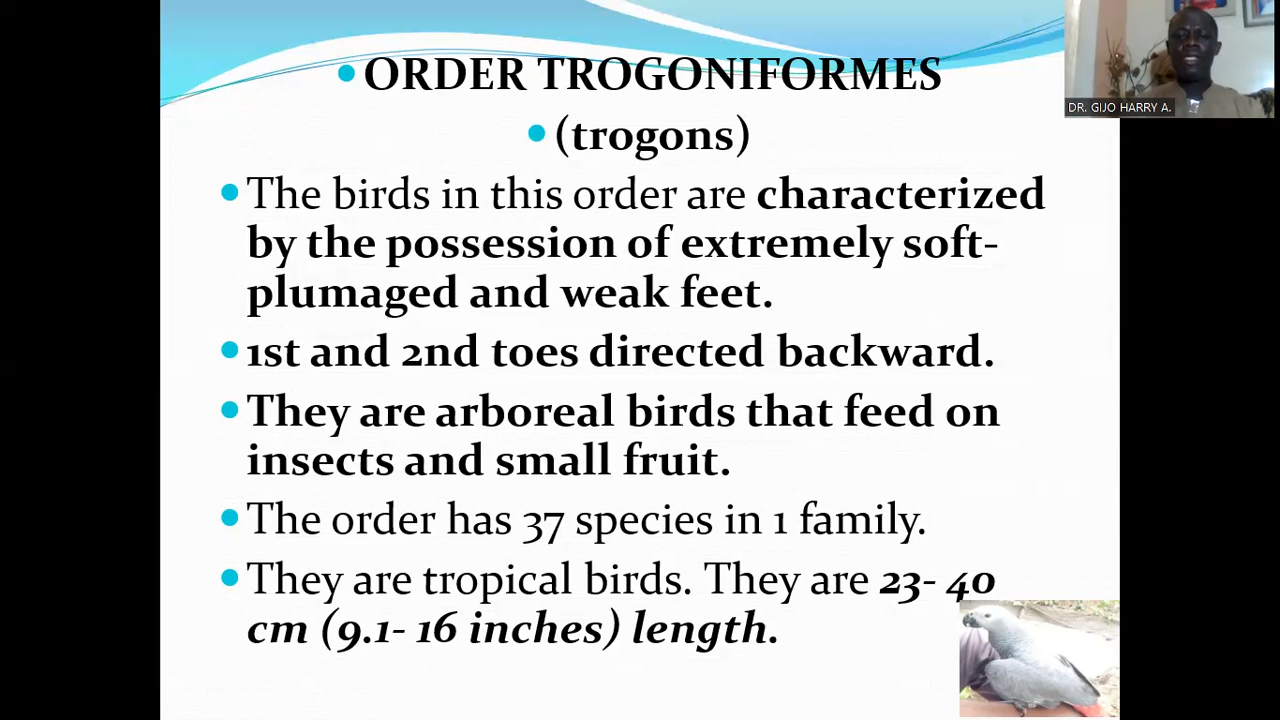 ORDER TROGONIFORMES
(trogons)
DR. GIJO HARRY A.
The birds in this order are characterized
by the possession of extremely soft-
plumaged and weak feet.
1st and 2nd toes directed backward.
They are arboreal birds that feed on
insects and small fruit.
The order has 37 species in 1 family.
They are tropical birds. They are 23- 40
cm (9.1- 16 inches) length.